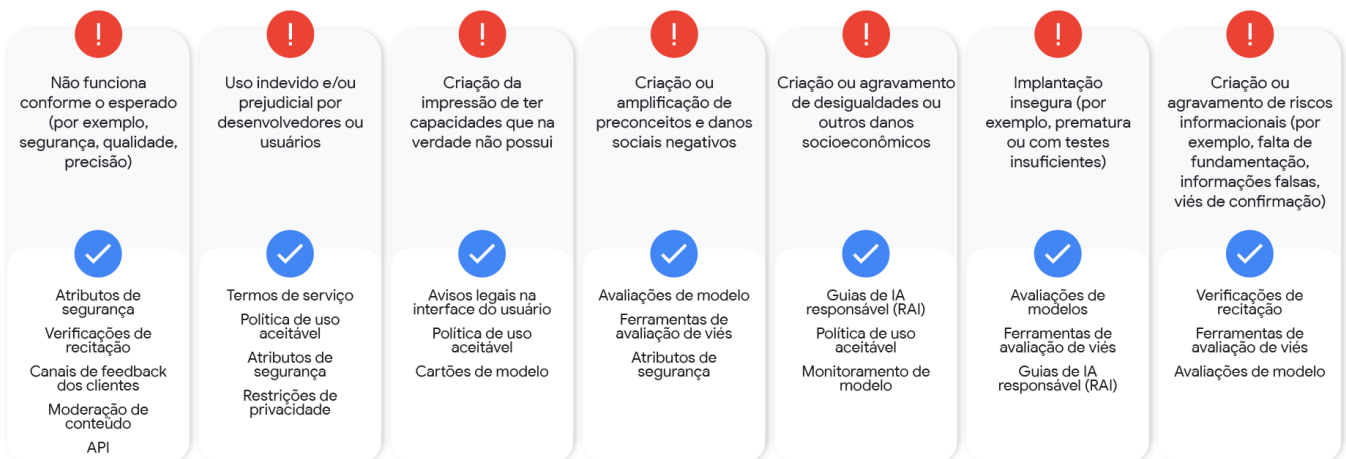 Não funciona
conforme o esperado
(por exemplo,
segurança, qualidade,
precisão)
Atributos de
segurança
Verificações de
recitação
Canais de feedback
dos clientes
Moderação de
conteúdo
API
Uso indevido e/ou
prejudicial por
desenvolvedores ou
usuários
Termos de serviço
Política de uso
aceitável
Atributos de
segurança
Restrições de
privacidade
Criação da
impressão de ter
capacidades que na
verdade não possui
Avisos legais na
interface do usuário
Política de uso
aceitável
Cartões de modelo
Criação ou
amplificação de
preconceitos e danos
sociais negativos
Avaliações de modelo
Ferramentas de
avaliação de viés
Atributos de
segurança
Criação ou agravamento
de desigualdades ou
outros danos
socioeconômicos
Guias de IA
responsável (RAI)
Política de uso
aceitável
Monitoramento de
modelo
Implantação
insegura (por
exemplo, prematura
ou com testes
insuficientes)
Avaliações de
modelos
Ferramentas de
avaliação de viés
Guias de IA
responsável (RAI)
Criação ou
agravamento de riscos
informacionais (por
exemplo, falta de
fundamentação,
informações falsas,
viés de confirmação)
Verificações de
recitação
Ferramentas de
avaliação de viés
Avaliações de modelo